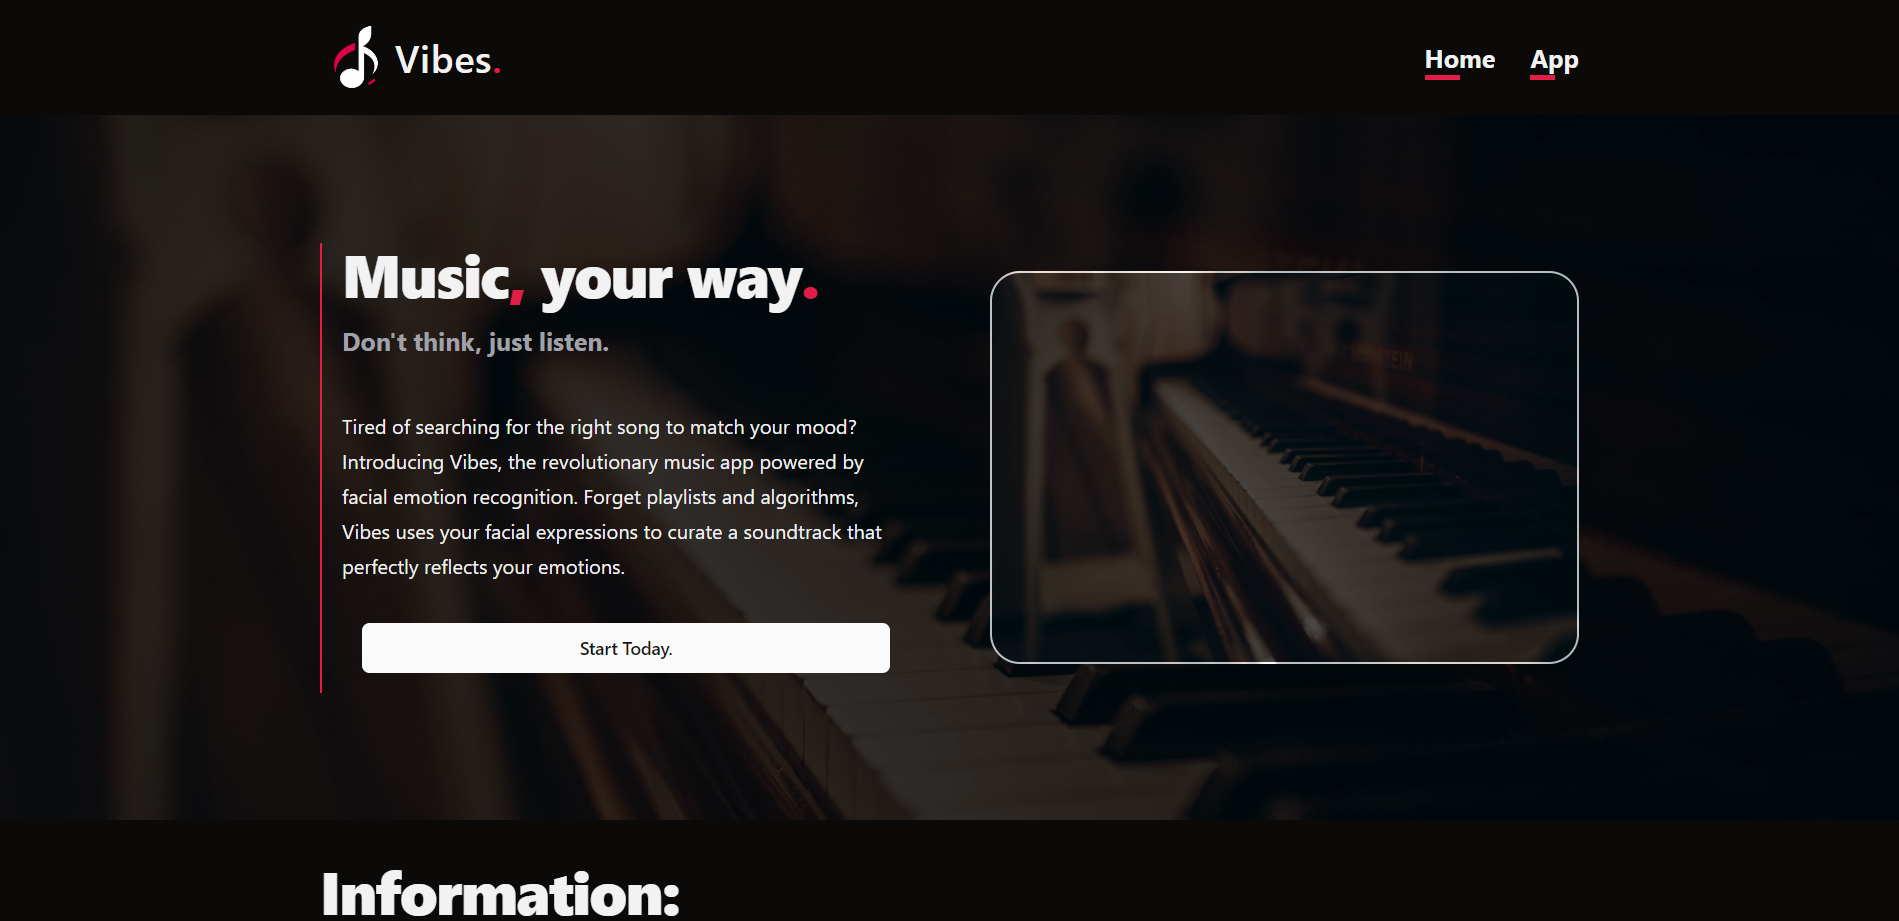 Vibes.
Home App
Music, your way.
Don't think, just listen.
Tired of searching for the right song to match your mood?
Introducing Vibes, the revolutionary music app powered by
facial emotion recognition. Forget playlists and algorithms,
Vibes uses your facial expressions to curate a soundtrack that
perfectly reflects your emotions.
Start Today.
Information: